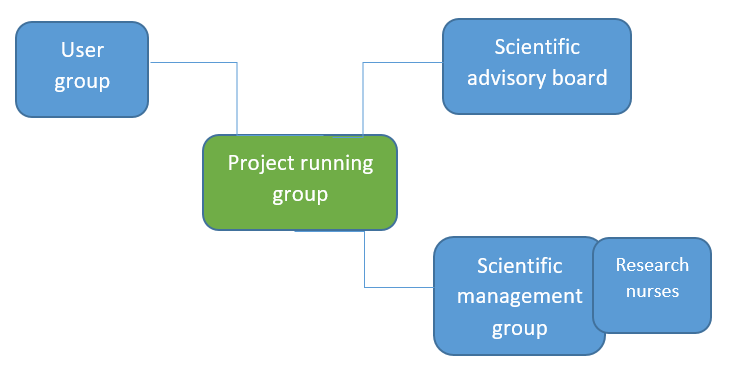 User
group
Scientific
advisory board
Project running
group
Scientific
management
group
Research
nurses